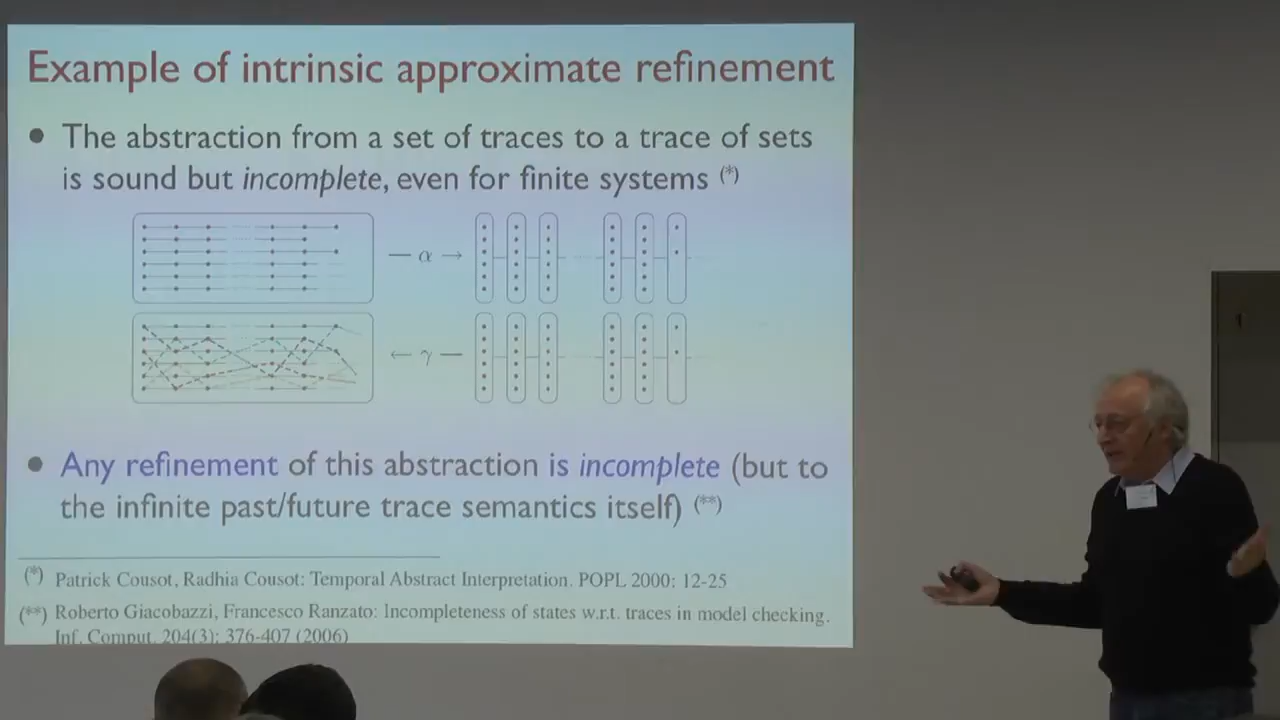 Example of intrinsic approximate refinement
• The abstraction from a set of traces to a trace of sets
is sound but incomplete, even for finite systems (*)
— α →
← γ —
• Any refinement of this abstraction is incomplete (but to
the infinite past/future trace semantics itself) (**)
(*) Patrick Cousot, Radhia Cousot: Temporal Abstract Interpretation. POPL 2000: 12-25
(**) Roberto Giacobazzi, Francesco Ranzato: Incompleteness of states w.r.t. traces in model checking.
Inf. Comput. 204(3): 376-407 (2006)